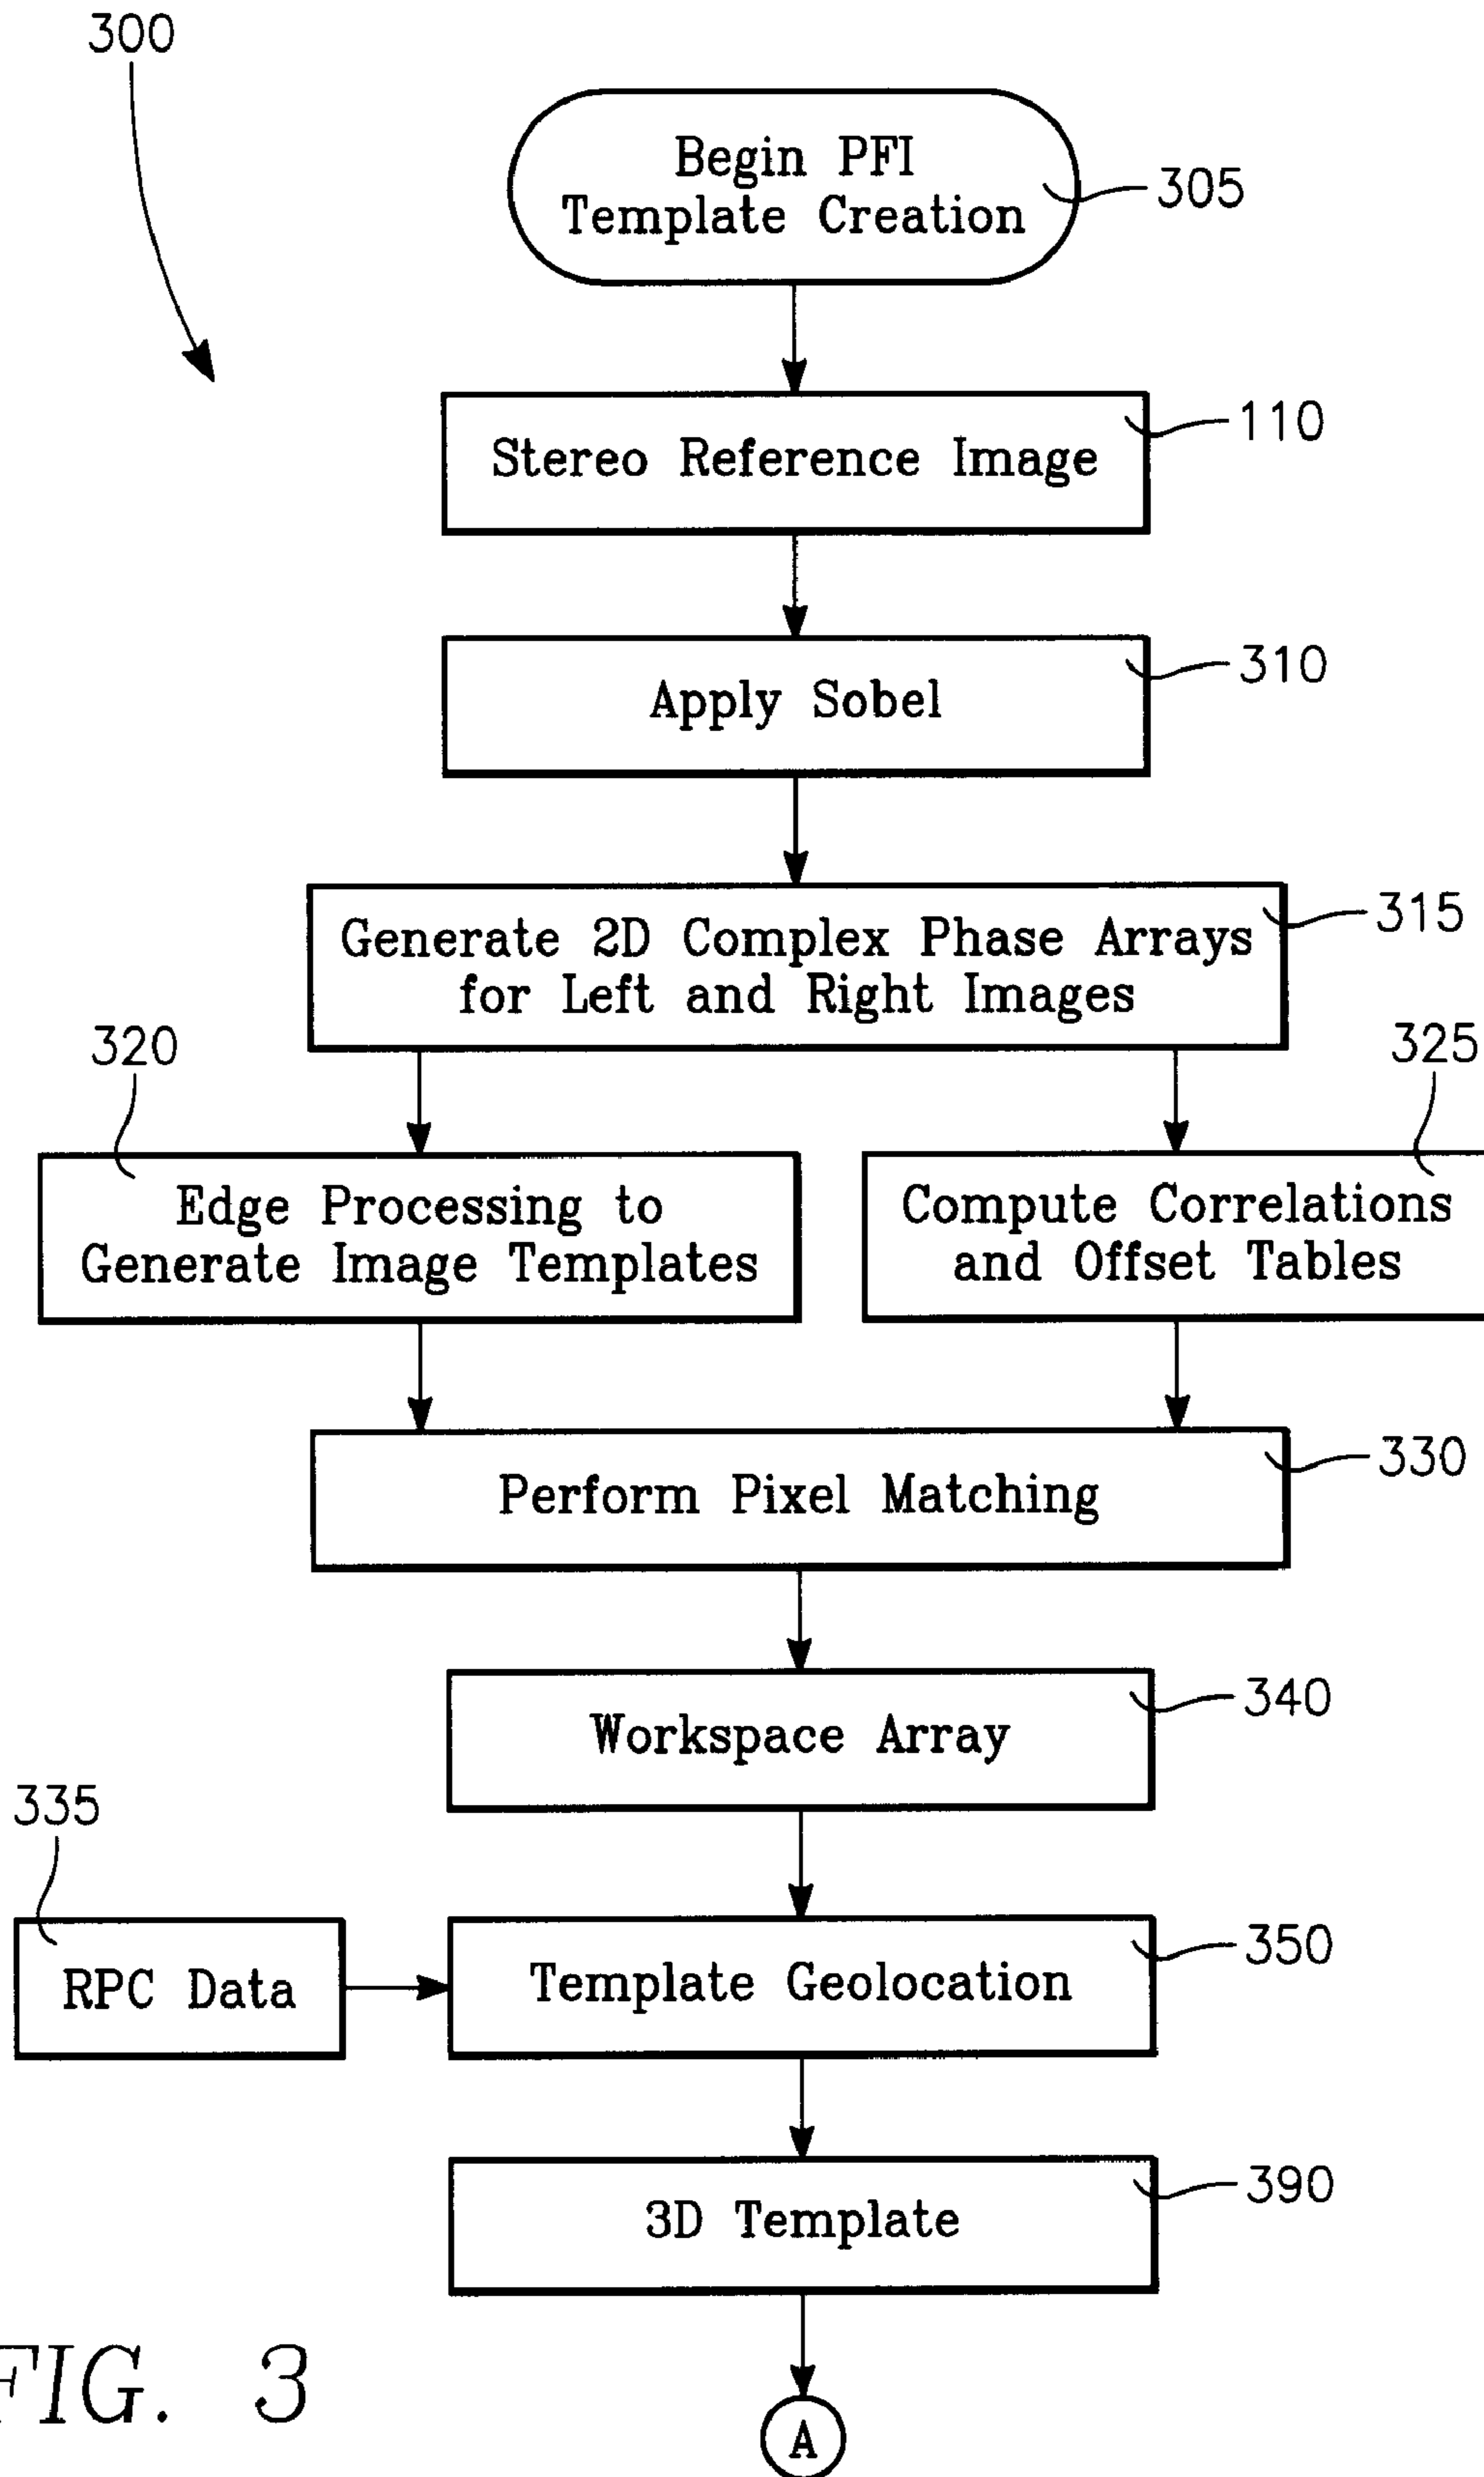 300
Begin PFI
Template Creation
305
Stereo Reference Image
110
Apply Sobel
310
Generate 2D Complex Phase Arrays
for Left and Right Images
315
320
325
Edge Processing to
Generate Image Templates
Compute Correlations
and Offset Tables
Perform Pixel Matching
330
Workspace Array
340
335
RPC Data
Template Geolocation
350
3D Template
390
FIG. 3
A